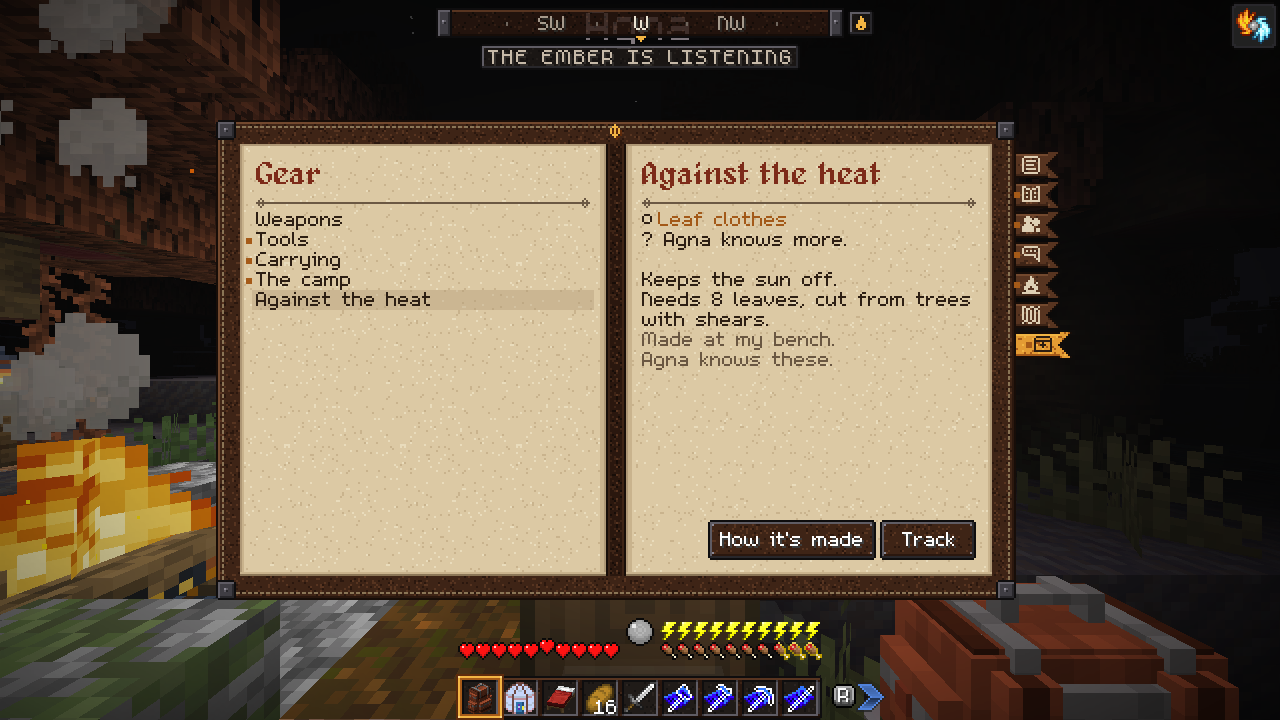 SW W NW
Agna
THE EMBER IS LISTENING
Gear
Weapons
Tools
Carrying
The camp
Against the heat
Against the heat
Leaf clothes
? Agna knows more.
Keeps the sun off.
Needs 8 leaves, cut from trees
with shears.
Made at my bench.
Agna knows these.
How it's made
Track
16
R